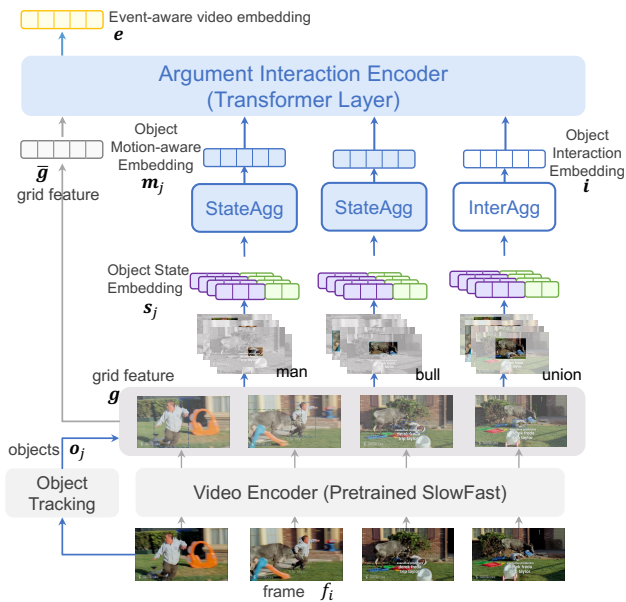 Event-aware video embedding
e
Argument Interaction Encoder
(Transformer Layer)
Object
Motion-aware
Embedding
m_j
Object
Interaction
Embedding
i
g̅
grid feature
StateAgg
StateAgg
InterAgg
Object State
Embedding
s_j
man
bull
union
grid feature
g
objects o_j
Object
Tracking
Video Encoder (Pretrained SlowFast)
frame f_i